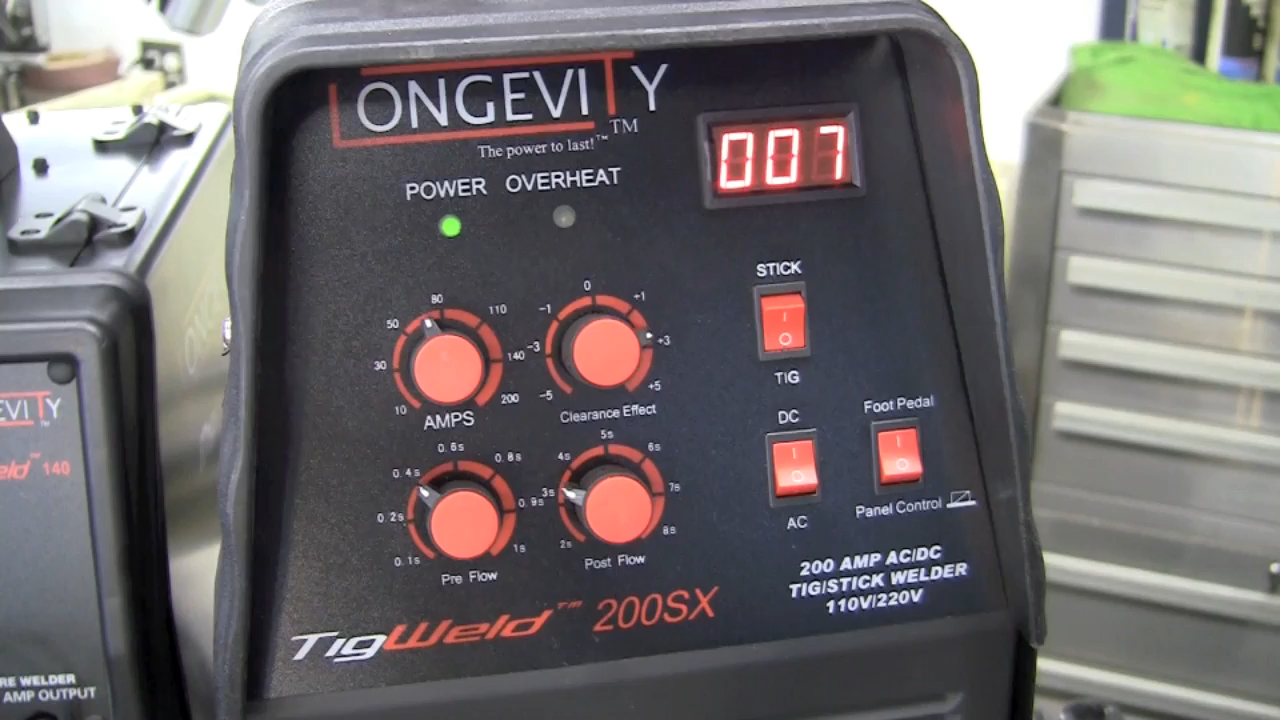 LONGEVITY™
The power to last!™
007
POWER OVERHEAT
80
50 110
30 140
10 200
AMPS
0
-1 +1
-3 +3
-5 +5
Clearance Effect
STICK
I
O
TIG
DC
I
O
AC
Foot Pedal
I
O
Panel Control
0.6s
0.4s 0.8s
0.2s 0.9s
0.1s 1s
Pre Flow
5s
4s 6s
3s 7s
2s 8s
Post Flow
200 AMP AC/DC
TIG/STICK WELDER
110V/220V
TigWeld™ 200SX
EVITY™
eld™ 140
RE WELDER
AMP OUTPUT